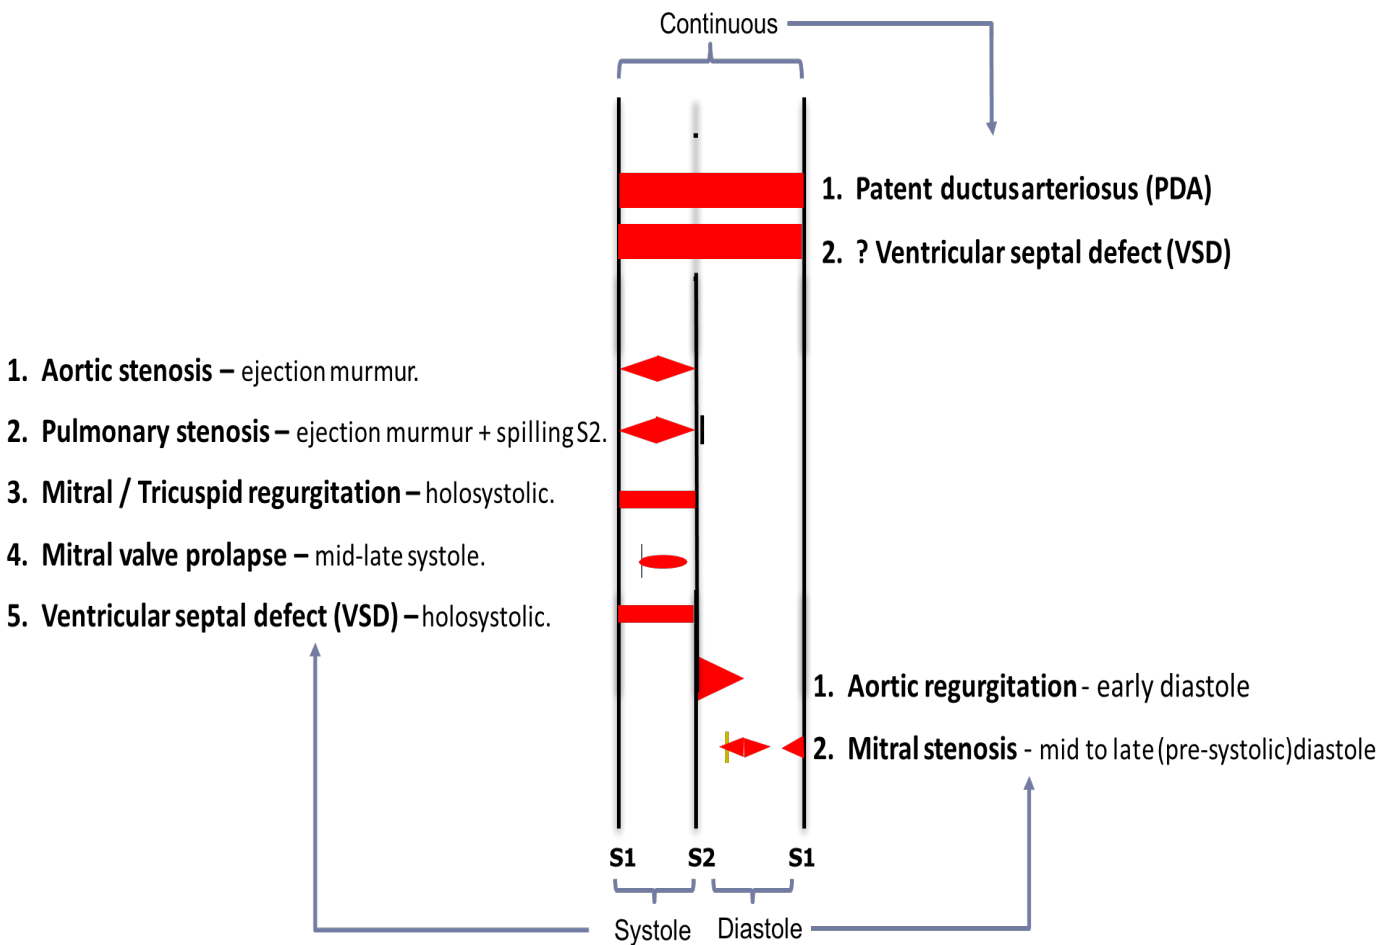 Continuous
1. Patent ductusarteriosus (PDA)
2. ? Ventricular septal defect (VSD)
1. Aortic stenosis – ejection murmur.
2. Pulmonary stenosis – ejection murmur + spilling S2.
3. Mitral / Tricuspid regurgitation – holosystolic.
4. Mitral valve prolapse – mid-late systole.
5. Ventricular septal defect (VSD) – holosystolic.
1. Aortic regurgitation - early diastole
2. Mitral stenosis - mid to late (pre-systolic) diastole
S1 S2 S1
Systole Diastole